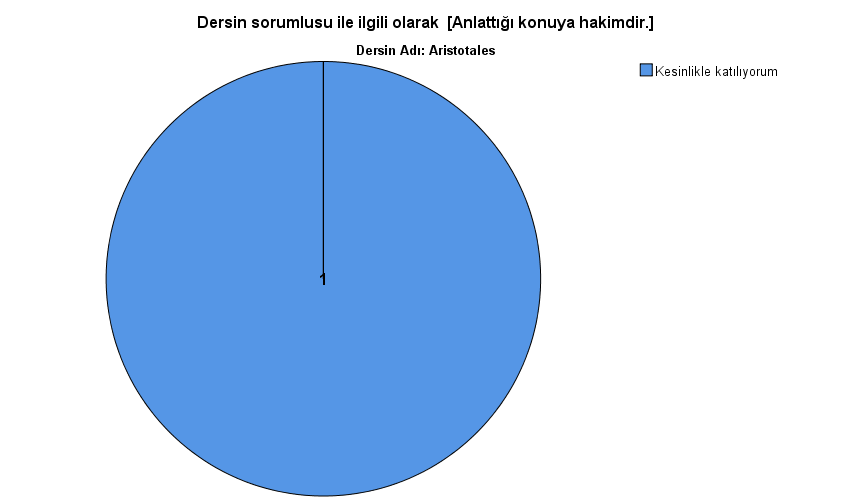 Dersin sorumlusu ile ilgili olarak  [Anlattığı konuya hakimdir.]
Dersin Adı: Aristotales
Kesinlikle katılıyorum
1